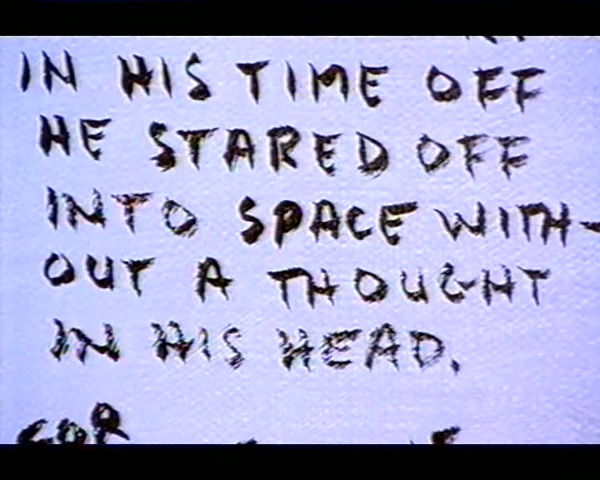 IN HIS TIME OFF
HE STARED OFF
INTO SPACE WITH-
OUT A THOUGHT
IN HIS HEAD.